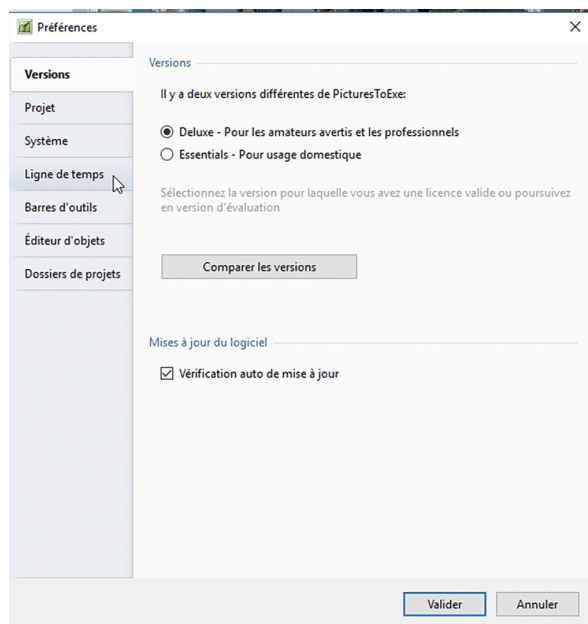 Préférences
Versions
Projet
Système
Ligne de temps
Barres d'outils
Éditeur d'objets
Dossiers de projets
Versions
Il y a deux versions différentes de PicturesToExe:
Deluxe - Pour les amateurs avertis et les professionnels
Essentials - Pour usage domestique
Sélectionnez la version pour laquelle vous avez une licence valide ou poursuivez
en version d'évaluation
Comparer les versions
Mises à jour du logiciel
Vérification auto de mise à jour
Valider
Annuler